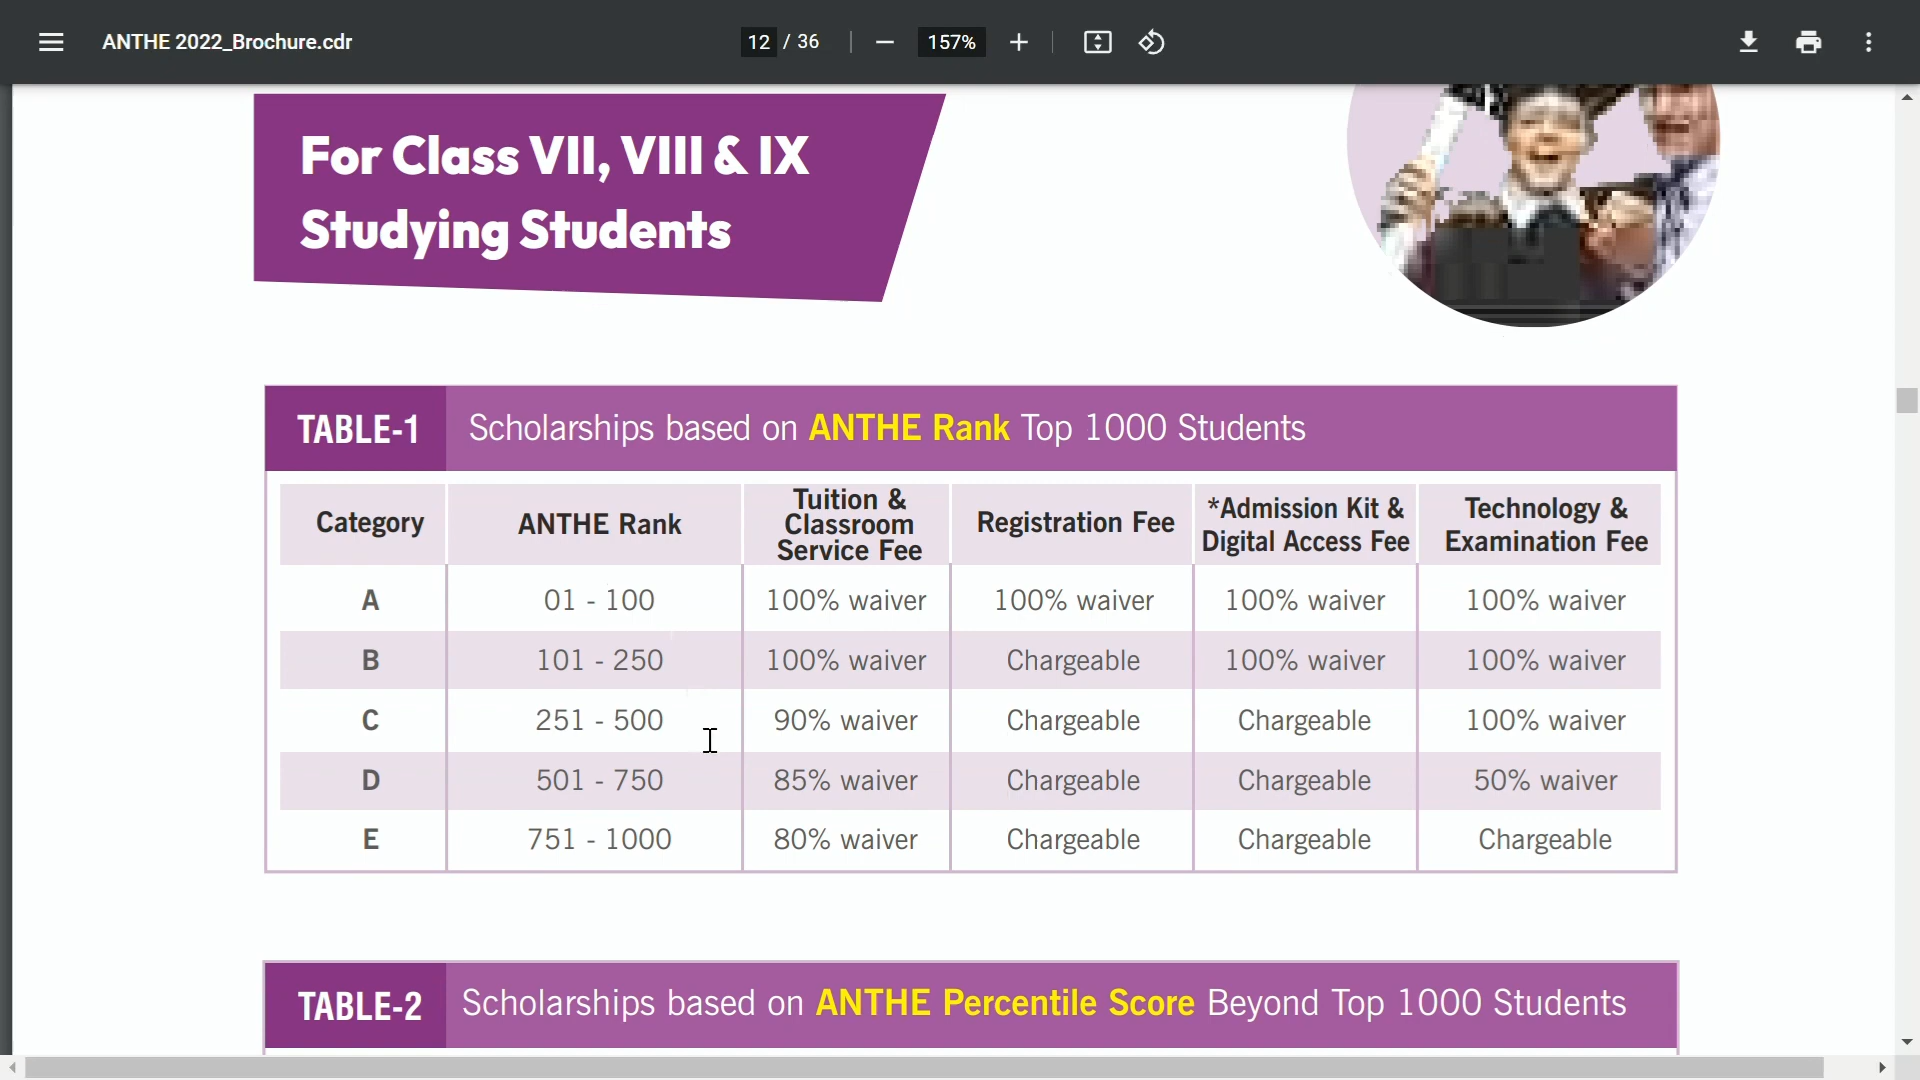 ANTHE 2022_Brochure.cdr
12 / 36
157%
For Class VII, VIII & IX
Studying Students
TABLE-1 Scholarships based on ANTHE Rank Top 1000 Students
Category ANTHE Rank Tuition & Classroom Service Fee Registration Fee *Admission Kit & Digital Access Fee Technology & Examination Fee
A 01 - 100 100% waiver 100% waiver 100% waiver 100% waiver
B 101 - 250 100% waiver Chargeable 100% waiver 100% waiver
C 251 - 500 90% waiver Chargeable Chargeable 100% waiver
D 501 - 750 85% waiver Chargeable Chargeable 50% waiver
E 751 - 1000 80% waiver Chargeable Chargeable Chargeable
TABLE-2 Scholarships based on ANTHE Percentile Score Beyond Top 1000 Students